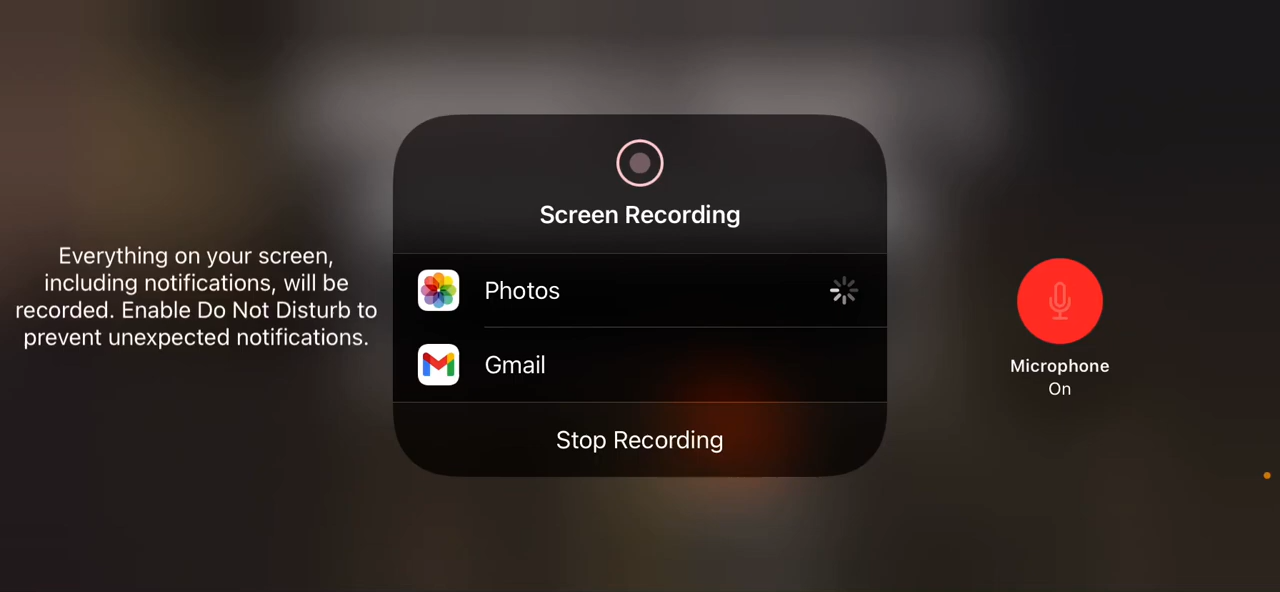 Screen Recording
Everything on your screen,
including notifications, will be
recorded. Enable Do Not Disturb to
prevent unexpected notifications.
Photos
Gmail
Stop Recording
Microphone
On